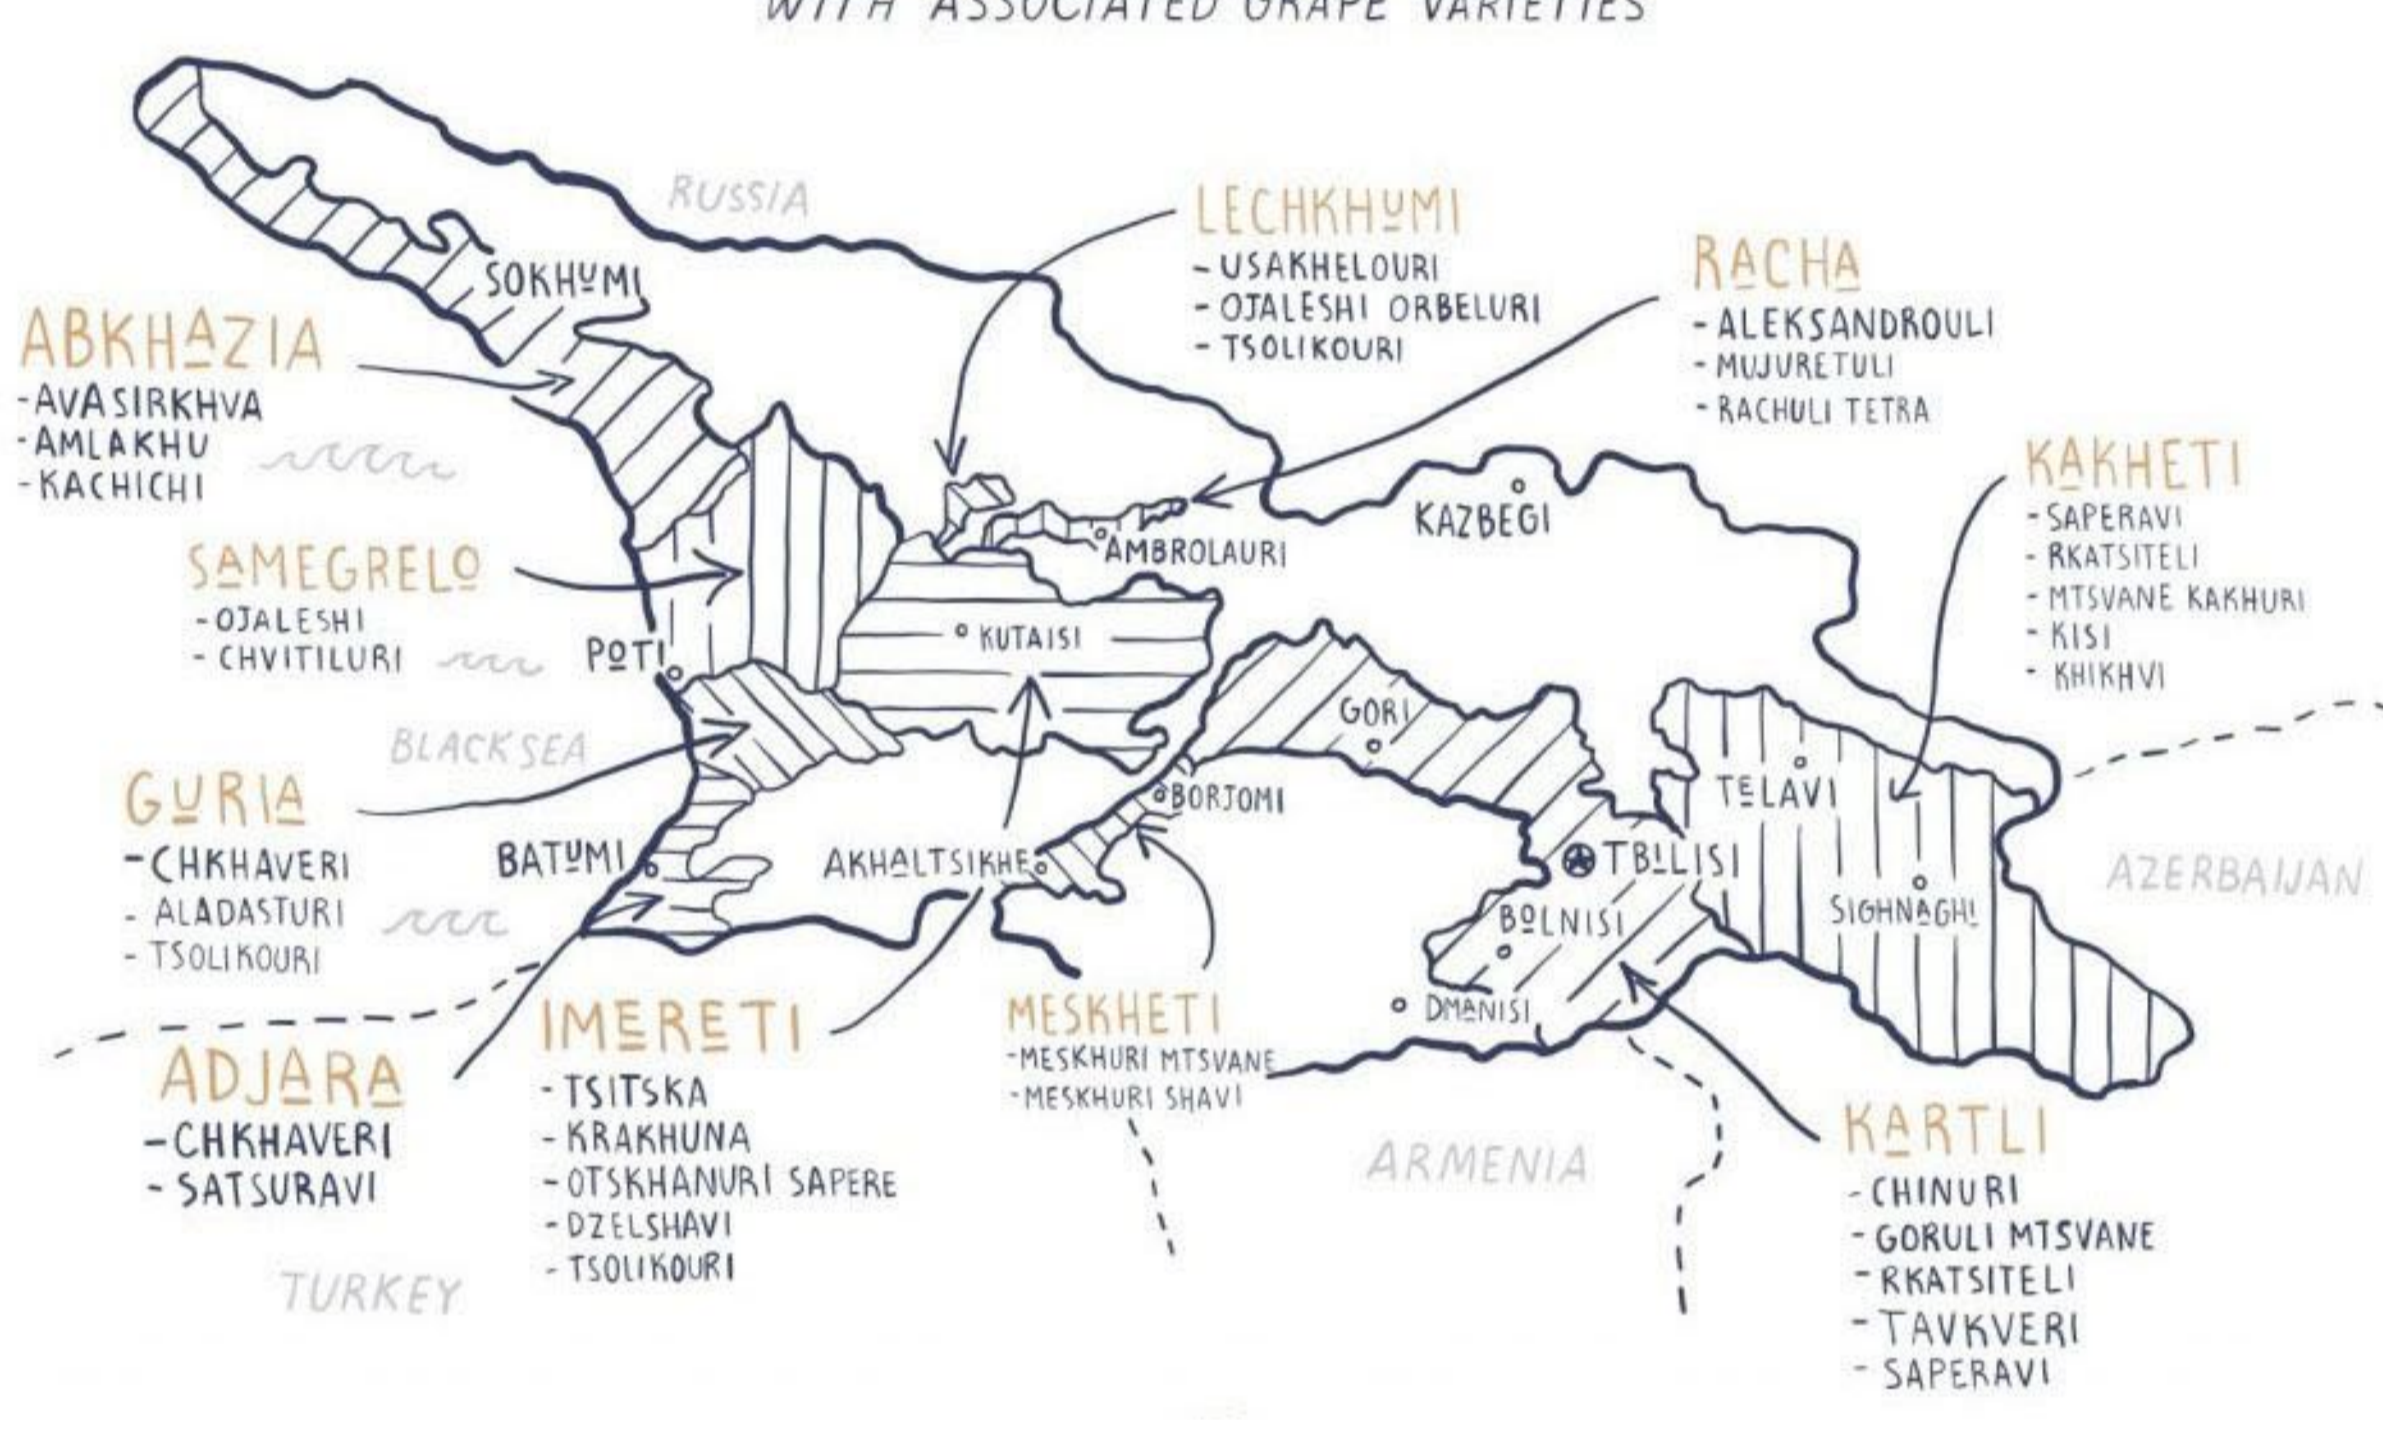 WITH ASSOCIATED GRAPE VARIETIES
RUSSIA
LECHKHUMI
- USAKHELOURI
- OJALESHI ORBELURI
- TSOLIKOURI
RACHA
- ALEKSANDROULI
- MUJURETULI
- RACHULI TETRA
SOKHUMI
ABKHAZIA
- AVASIRKHVA
- AMLAKHU
- KACHICHI
KAKHETI
- SAPERAVI
- RKATSITELI
- MTSVANE KAKHURI
- KISI
- KHIKHVI
KAZBEGI
AMBROLAURI
SAMEGRELO
- OJALESHI
- CHVITILURI
POTI
KUTAISI
GORI
BLACK SEA
TELAVI
BORJOMI
GURIA
- CHKHAVERI
- ALADASTURI
- TSOLIKOURI
BATUMI
AKHALTSIKHE
TBILISI
AZERBAIJAN
SIGHNAGHI
BOLNISI
DMANISI
ADJARA
- CHKHAVERI
- SATSURAVI
IMERETI
- TSITSKA
- KRAKHUNA
- OTSKHANURI SAPERE
- DZELSHAVI
- TSOLIKOURI
MESKHETI
- MESKHURI MTSVANE
- MESKHURI SHAVI
ARMENIA
KARTLI
- CHINURI
- GORULI MTSVANE
- RKATSITELI
- TAVKVERI
- SAPERAVI
TURKEY